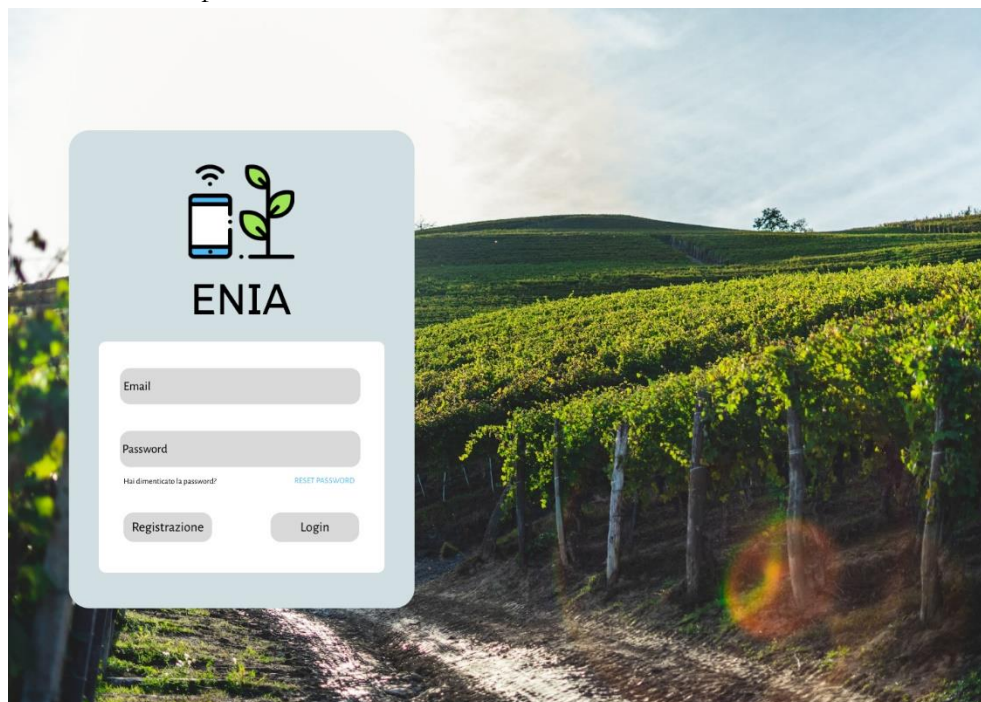 ENIA
Email
Password
Hai dimenticato la password? RESET PASSWORD
Registrazione Login